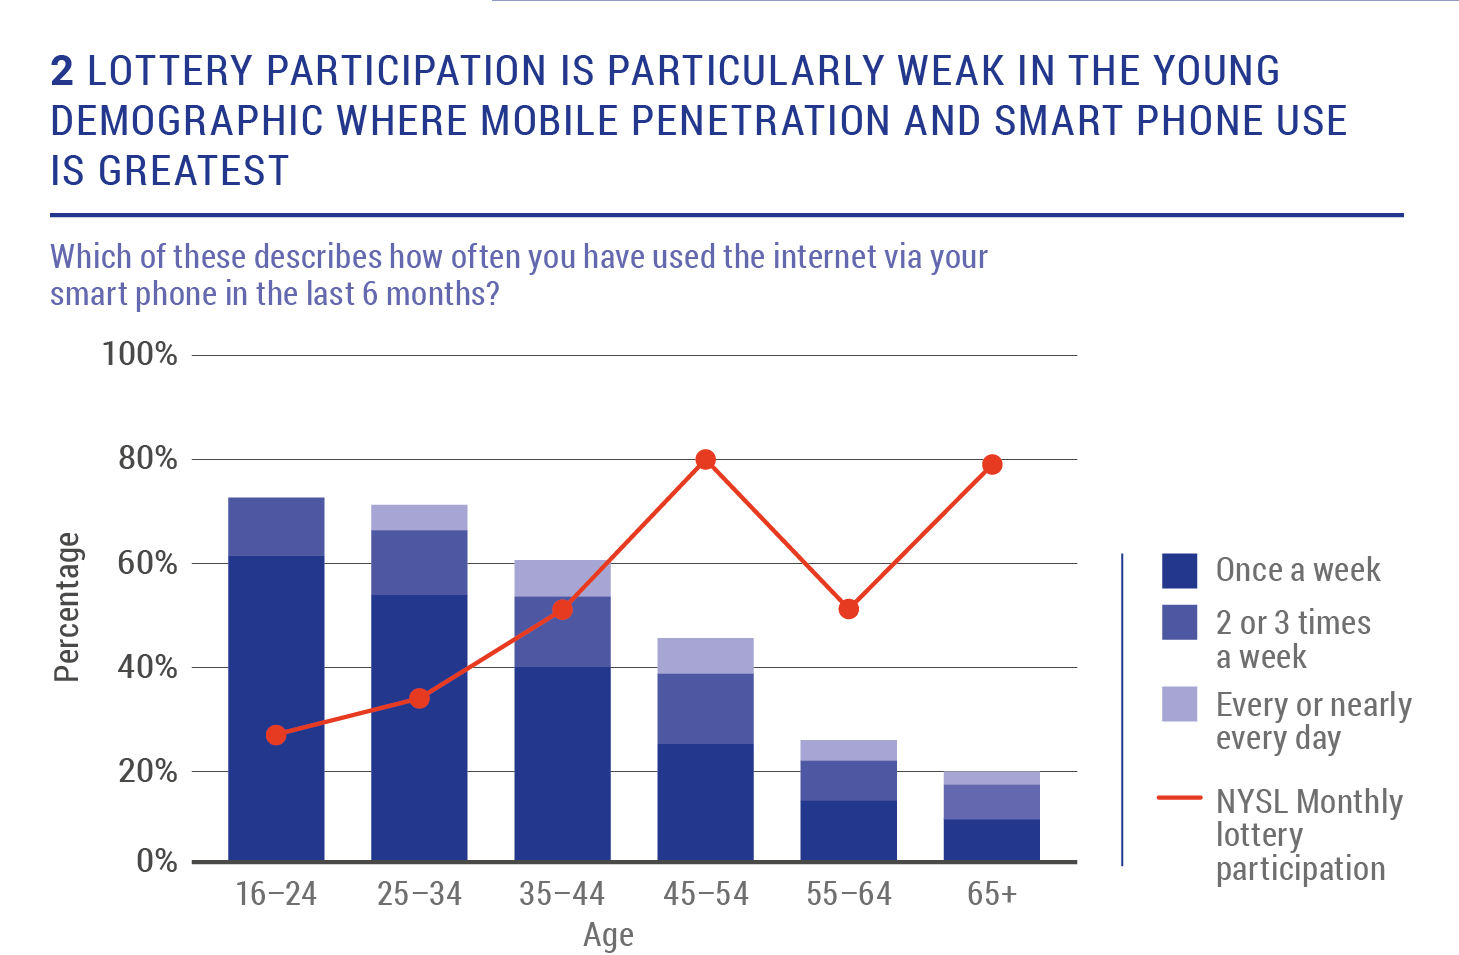 2 LOTTERY PARTICIPATION IS PARTICULARLY WEAK IN THE YOUNG
DEMOGRAPHIC WHERE MOBILE PENETRATION AND SMART PHONE USE
IS GREATEST
Which of these describes how often you have used the internet via your
smart phone in the last 6 months?
100%
80%
60%
40%
20%
0%
Percentage
16–24 25–34 35–44 45–54 55–64 65+
Age
Once a week
2 or 3 times
a week
Every or nearly
every day
NYSL Monthly
lottery
participation